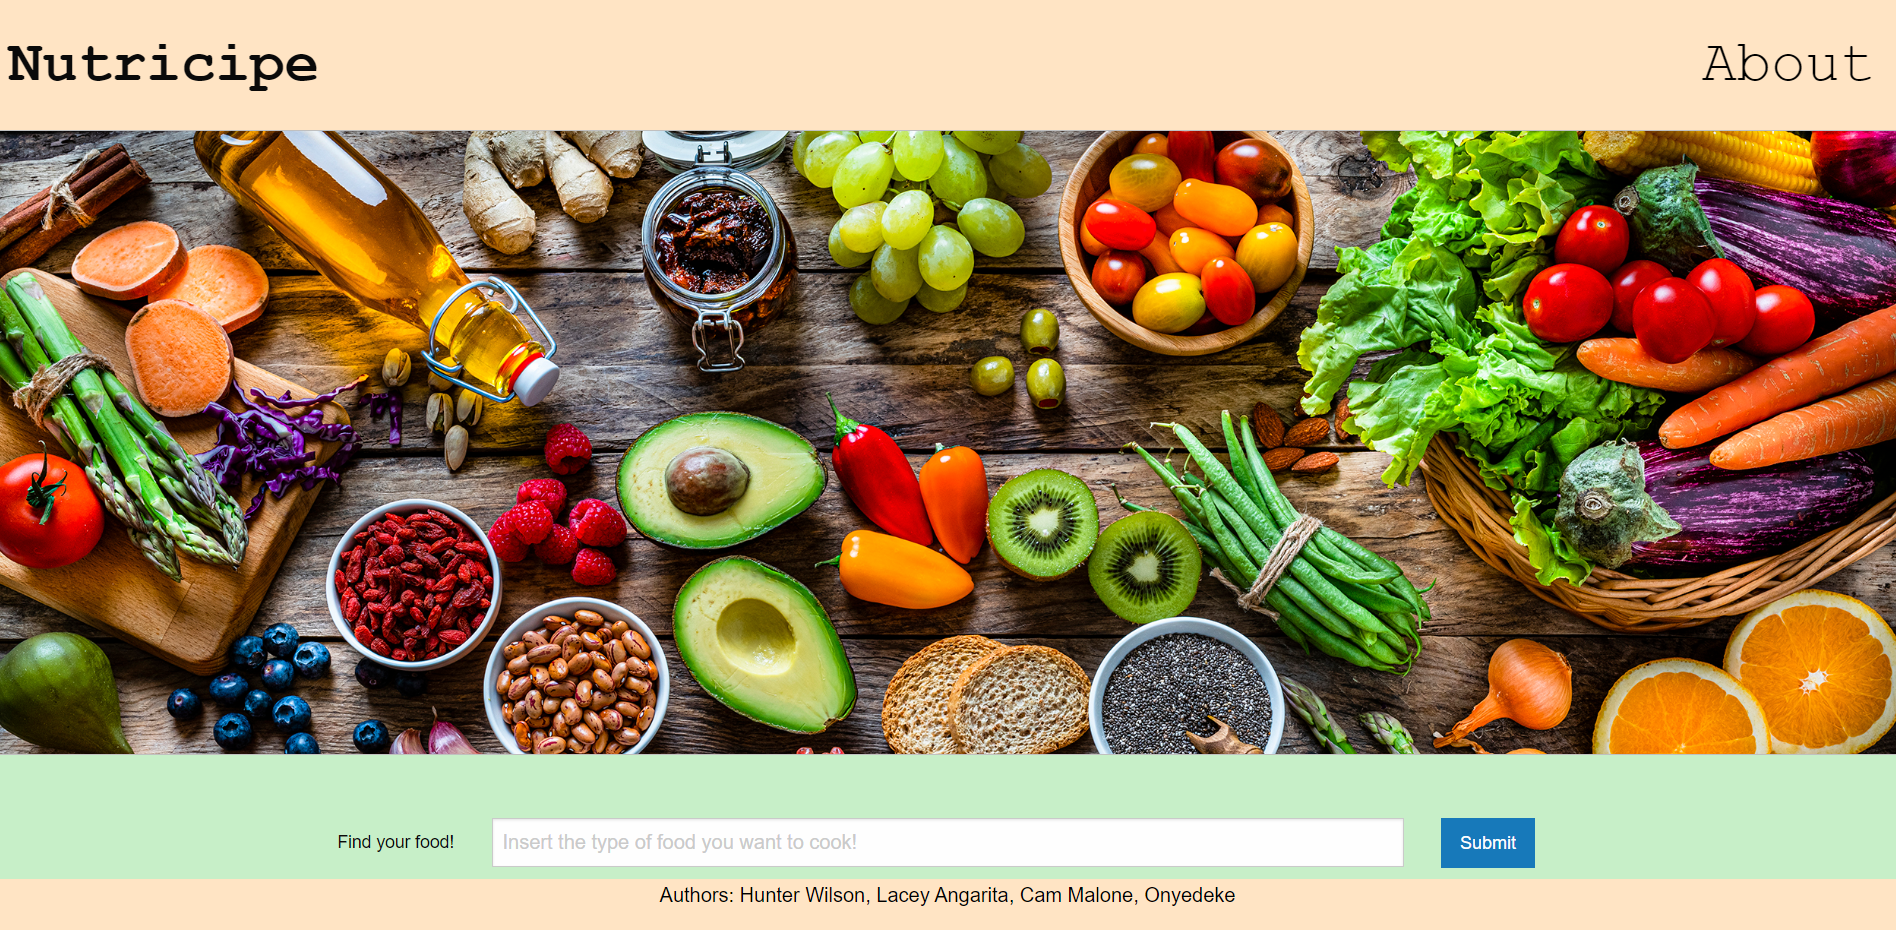 Nutricipe
About
Find your food!
Insert the type of food you want to cook!
Submit
Authors: Hunter Wilson, Lacey Angarita, Cam Malone, Onyedeke